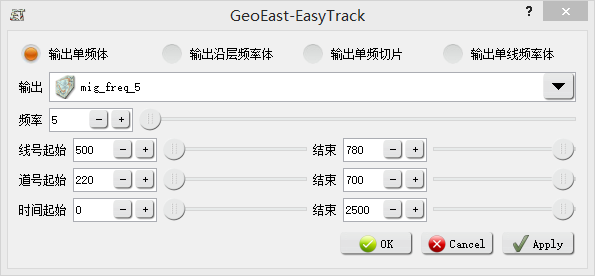 GeoEast-EasyTrack
输出单频体 输出沿层频率体 输出单频切片 输出单线频率体
输出 mig_freq_5
频率 5
线号起始 500 结束 780
道号起始 220 结束 700
时间起始 0 结束 2500
OK Cancel Apply